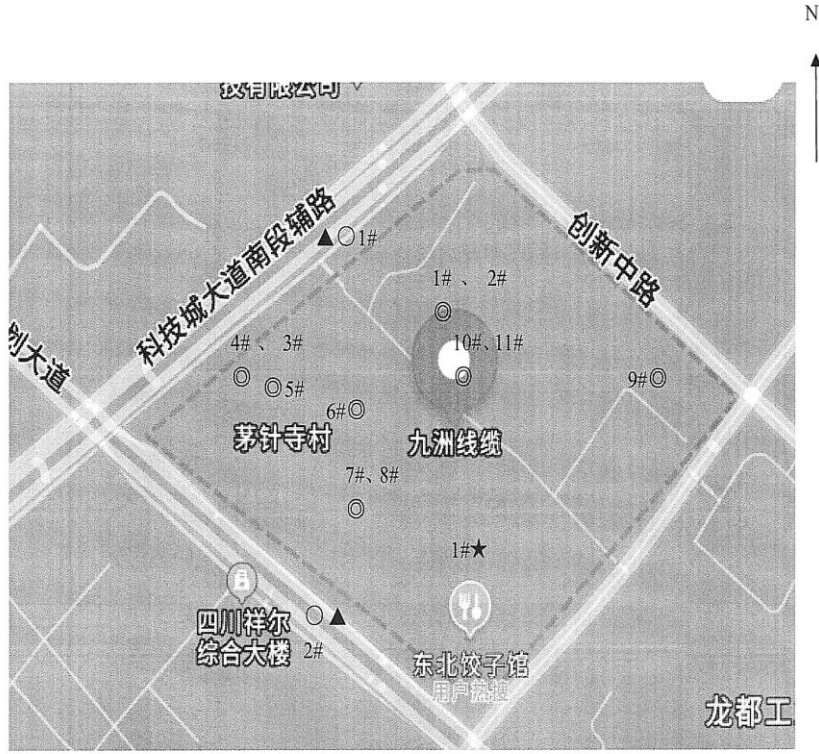 N
技有限公司
科技城大道南段辅路
▲○1#
创新中路
1# 、 2#
◎
划大道
4# 、 3#
◎
◎5#
10#、11#
◎
9#◎
6#◎
茅针寺村
九洲线缆
7#、8#
◎
1#★
四川祥尔
综合大楼
○▲
2#
东北饺子馆
用户热搜
龙都工